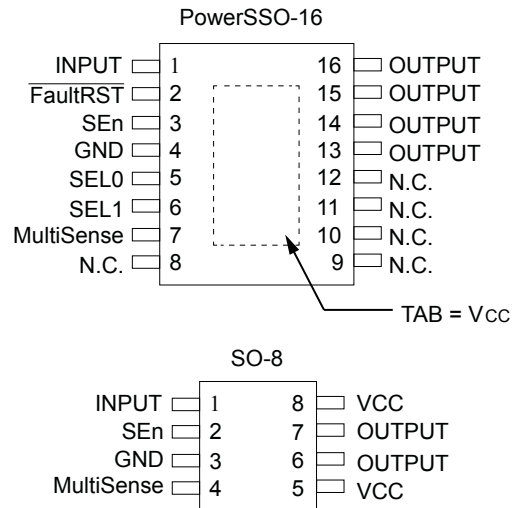 PowerSSO-16
INPUT 1 16 OUTPUT
FaultRST 2 15 OUTPUT
SEn 3 14 OUTPUT
GND 4 13 OUTPUT
SEL0 5 12 N.C.
SEL1 6 11 N.C.
MultiSense 7 10 N.C.
N.C. 8 9 N.C.
TAB = VCC
SO-8
INPUT 1 8 VCC
SEn 2 7 OUTPUT
GND 3 6 OUTPUT
MultiSense 4 5 VCC